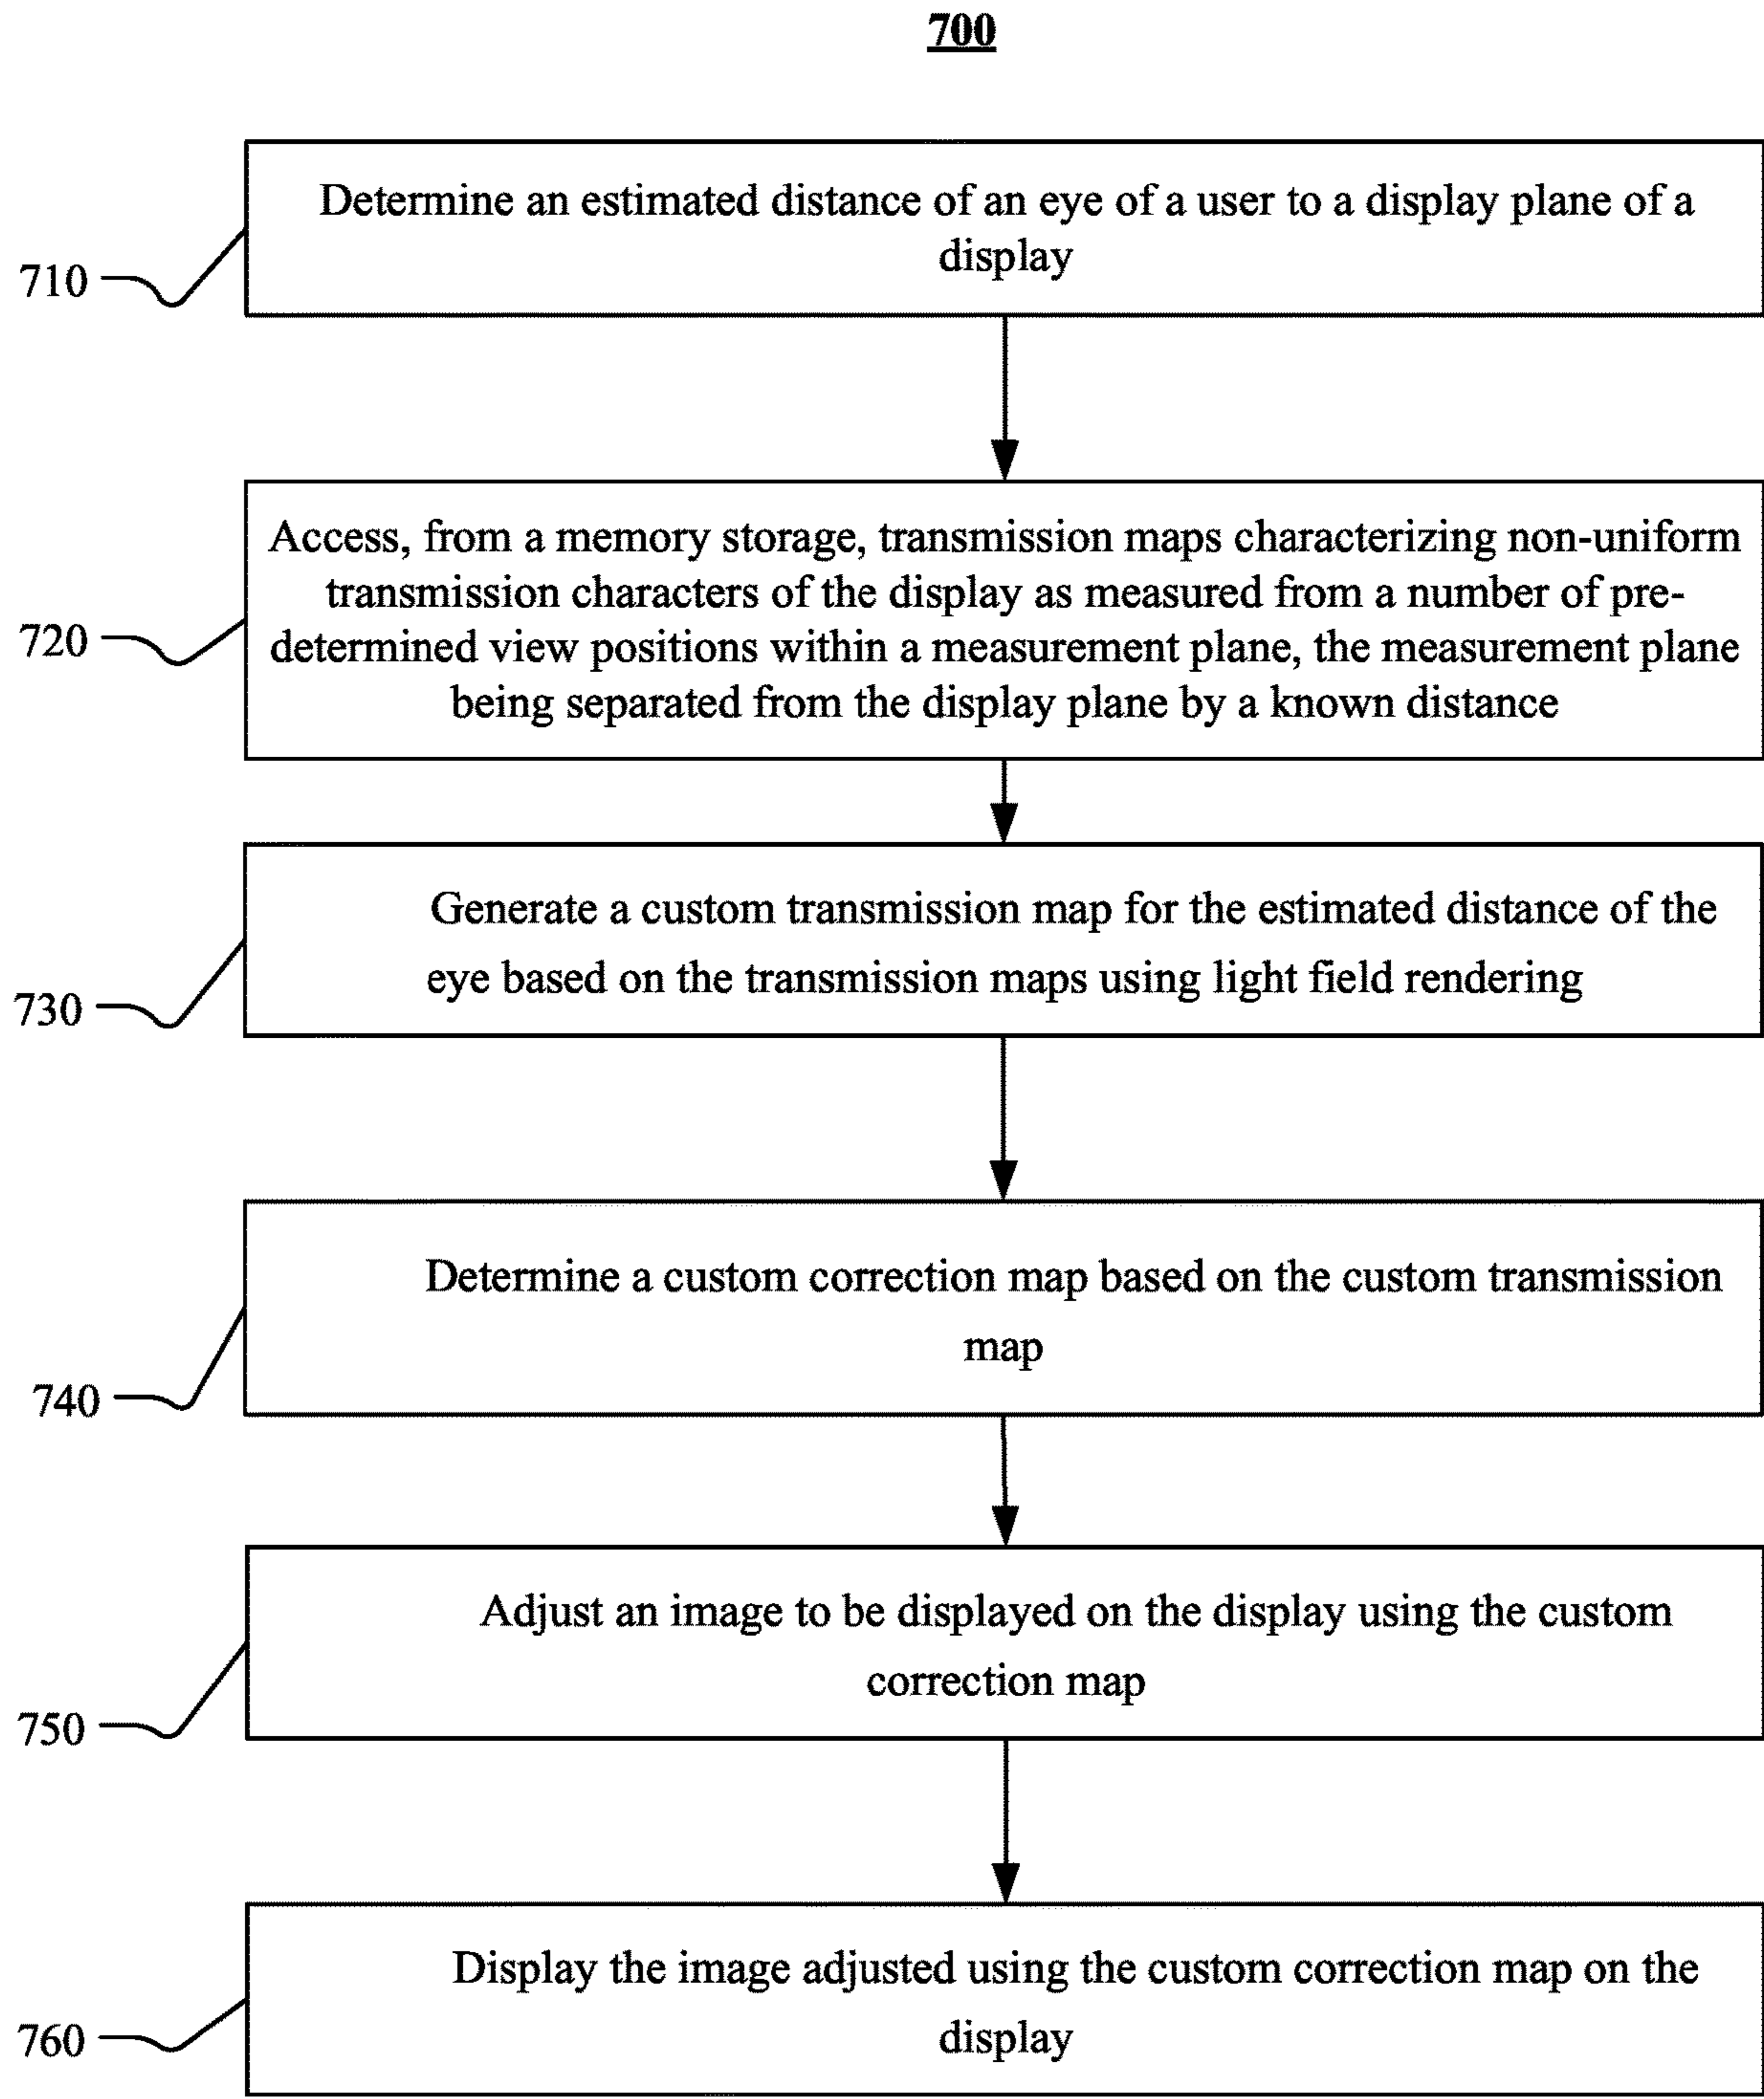 700
710
Determine an estimated distance of an eye of a user to a display plane of a
display
720
Access, from a memory storage, transmission maps characterizing non-uniform
transmission characters of the display as measured from a number of pre-
determined view positions within a measurement plane, the measurement plane
being separated from the display plane by a known distance
730
Generate a custom transmission map for the estimated distance of the
eye based on the transmission maps using light field rendering
740
Determine a custom correction map based on the custom transmission
map
750
Adjust an image to be displayed on the display using the custom
correction map
760
Display the image adjusted using the custom correction map on the
display